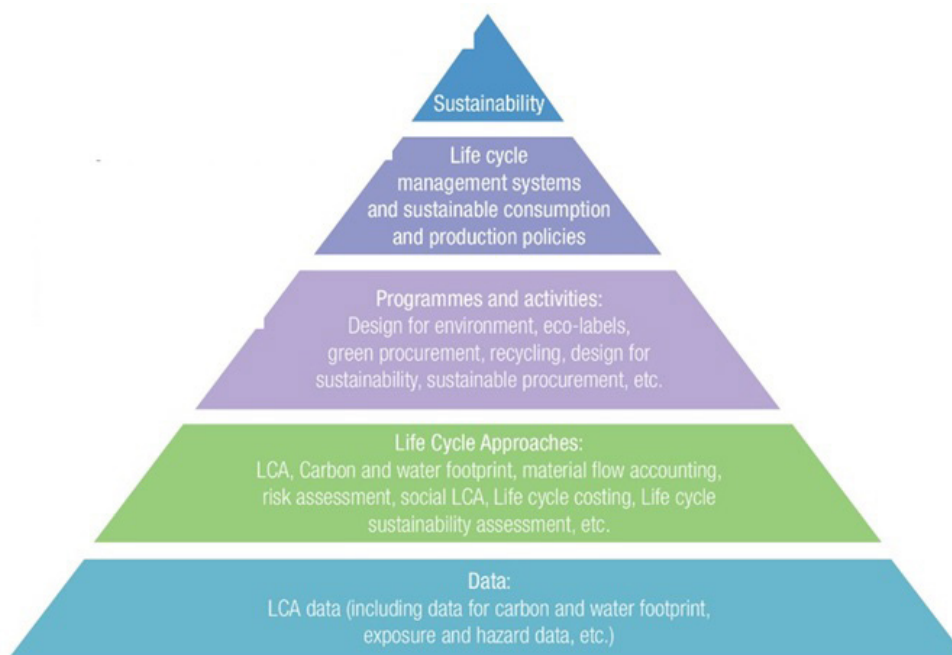 Sustainability
Life cycle
management systems
and sustainable consumption
and production policies
Programmes and activities:
Design for environment, eco-labels,
green procurement, recycling, design for
sustainability, sustainable procurement, etc.
Life Cycle Approaches:
LCA, Carbon and water footprint, material flow accounting,
risk assessment, social LCA, Life cycle costing, Life cycle
sustainability assessment, etc.
Data:
LCA data (including data for carbon and water footprint,
exposure and hazard data, etc.)